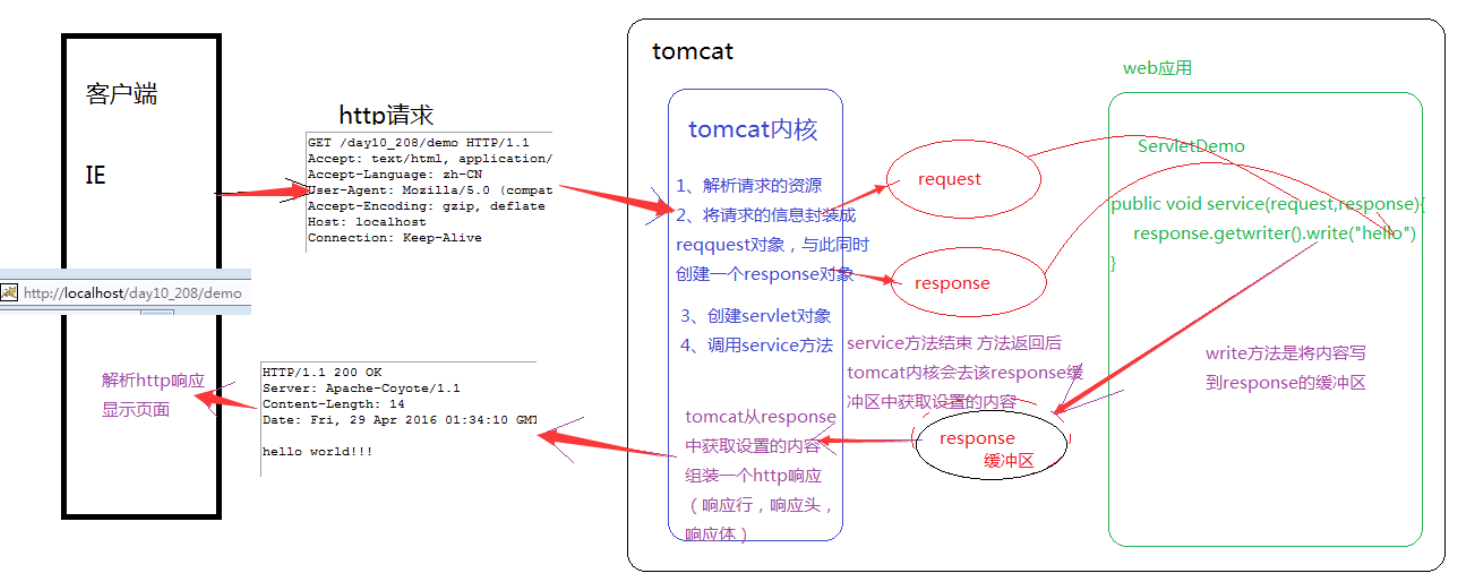 客户端
IE
http://localhost/day10_208/demo
解析http响应
显示页面
http请求
GET /day10_208/demo HTTP/1.1
Accept: text/html, application/
Accept-Language: zh-CN
User-Agent: Mozilla/5.0 (compat
Accept-Encoding: gzip, deflate
Host: localhost
Connection: Keep-Alive
HTTP/1.1 200 OK
Server: Apache-Coyote/1.1
Content-Length: 14
Date: Fri, 29 Apr 2016 01:34:10 GMT
hello world!!!
tomcat
tomcat内核
1、解析请求的资源
2、将请求的信息封装成
reqquest对象，与此同时
创建一个response对象
3、创建servlet对象
4、调用service方法
tomcat从response
中获取设置的内容
组装一个http响应
（响应行，响应头，
响应体）
request
response
service方法结束 方法返回后
tomcat内核会去该response缓
冲区中获取设置的内容
response
缓冲区
web应用
ServletDemo
public void service(request,response){
response.getwriter().write("hello")
}
write方法是将内容写
到response的缓冲区